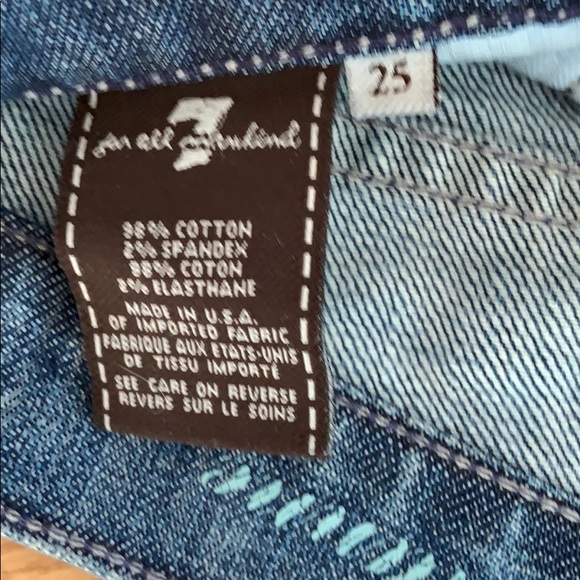 25
7
for all mankind
98% COTTON
2% SPANDEX
98% COTON
2% ELASTHANE
MADE IN U.S.A.
OF IMPORTED FABRIC
FABRIQUE AUX ETATS-UNIS
DE TISSU IMPORTÉ
SEE CARE ON REVERSE
REVERS SUR LE SOINS